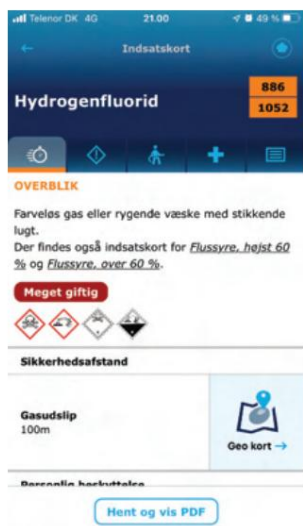 Telenor DK 4G 21.00 49 %
Indsatskort
Hydrogenfluorid
886
1052
OVERBLIK
Farveløs gas eller rygende væske med stikkende
lugt.
Der findes også indsatskort for Flussyre, højst 60
% og Flussyre, over 60 %.
Meget giftig
Sikkerhedsafstand
Gasudslip
100m
Geo kort →
Personlig beskyttelse
Hent og vis PDF